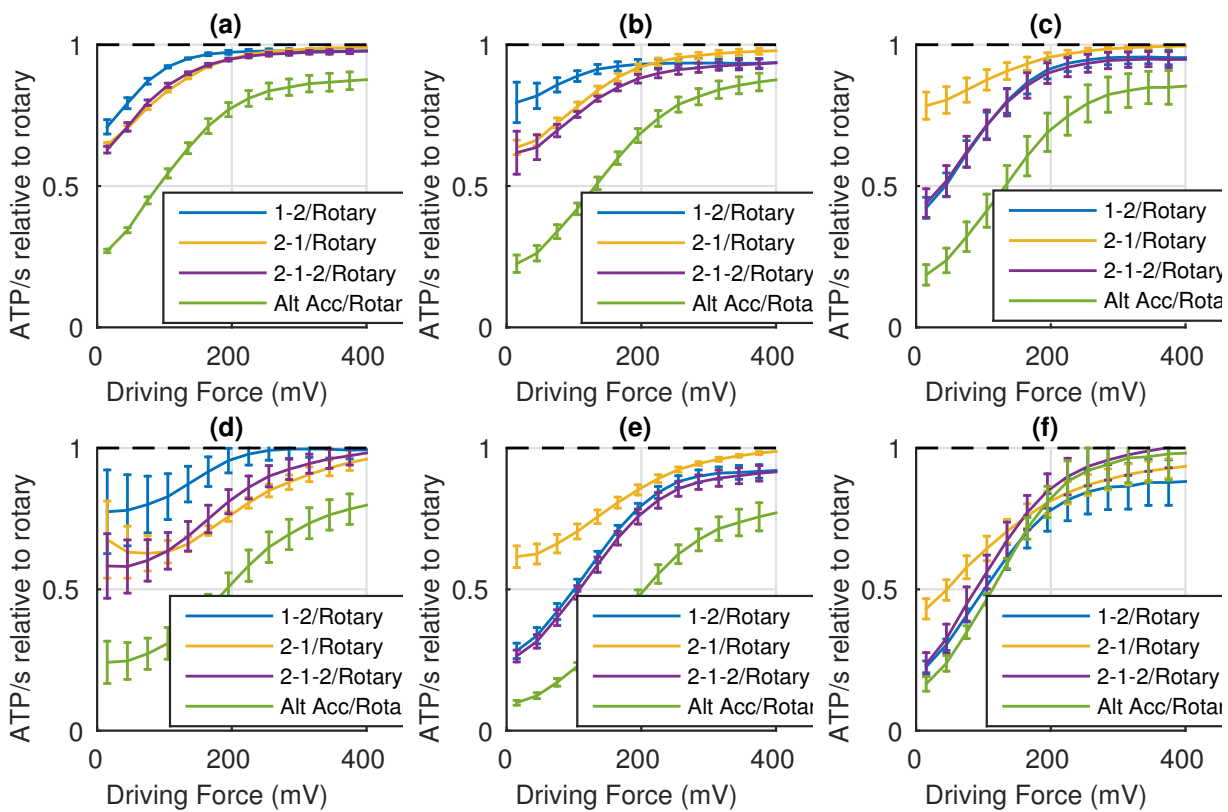 (a)
ATP/s relative to rotary
1
0.5
0
0 200 400
Driving Force (mV)
1-2/Rotary
2-1/Rotary
2-1-2/Rotary
Alt Acc/Rotar
(b)
ATP/s relative to rotary
1
0.5
0
0 200 400
Driving Force (mV)
1-2/Rotary
2-1/Rotary
2-1-2/Rotary
Alt Acc/Rotar
(c)
ATP/s relative to rotary
1
0.5
0
0 200 400
Driving Force (mV)
1-2/Rotary
2-1/Rotary
2-1-2/Rotary
Alt Acc/Rotar
(d)
ATP/s relative to rotary
1
0.5
0
0 200 400
Driving Force (mV)
1-2/Rotary
2-1/Rotary
2-1-2/Rotary
Alt Acc/Rotar
(e)
ATP/s relative to rotary
1
0.5
0
0 200 400
Driving Force (mV)
1-2/Rotary
2-1/Rotary
2-1-2/Rotary
Alt Acc/Rotar
(f)
ATP/s relative to rotary
1
0.5
0
0 200 400
Driving Force (mV)
1-2/Rotary
2-1/Rotary
2-1-2/Rotary
Alt Acc/Rotar